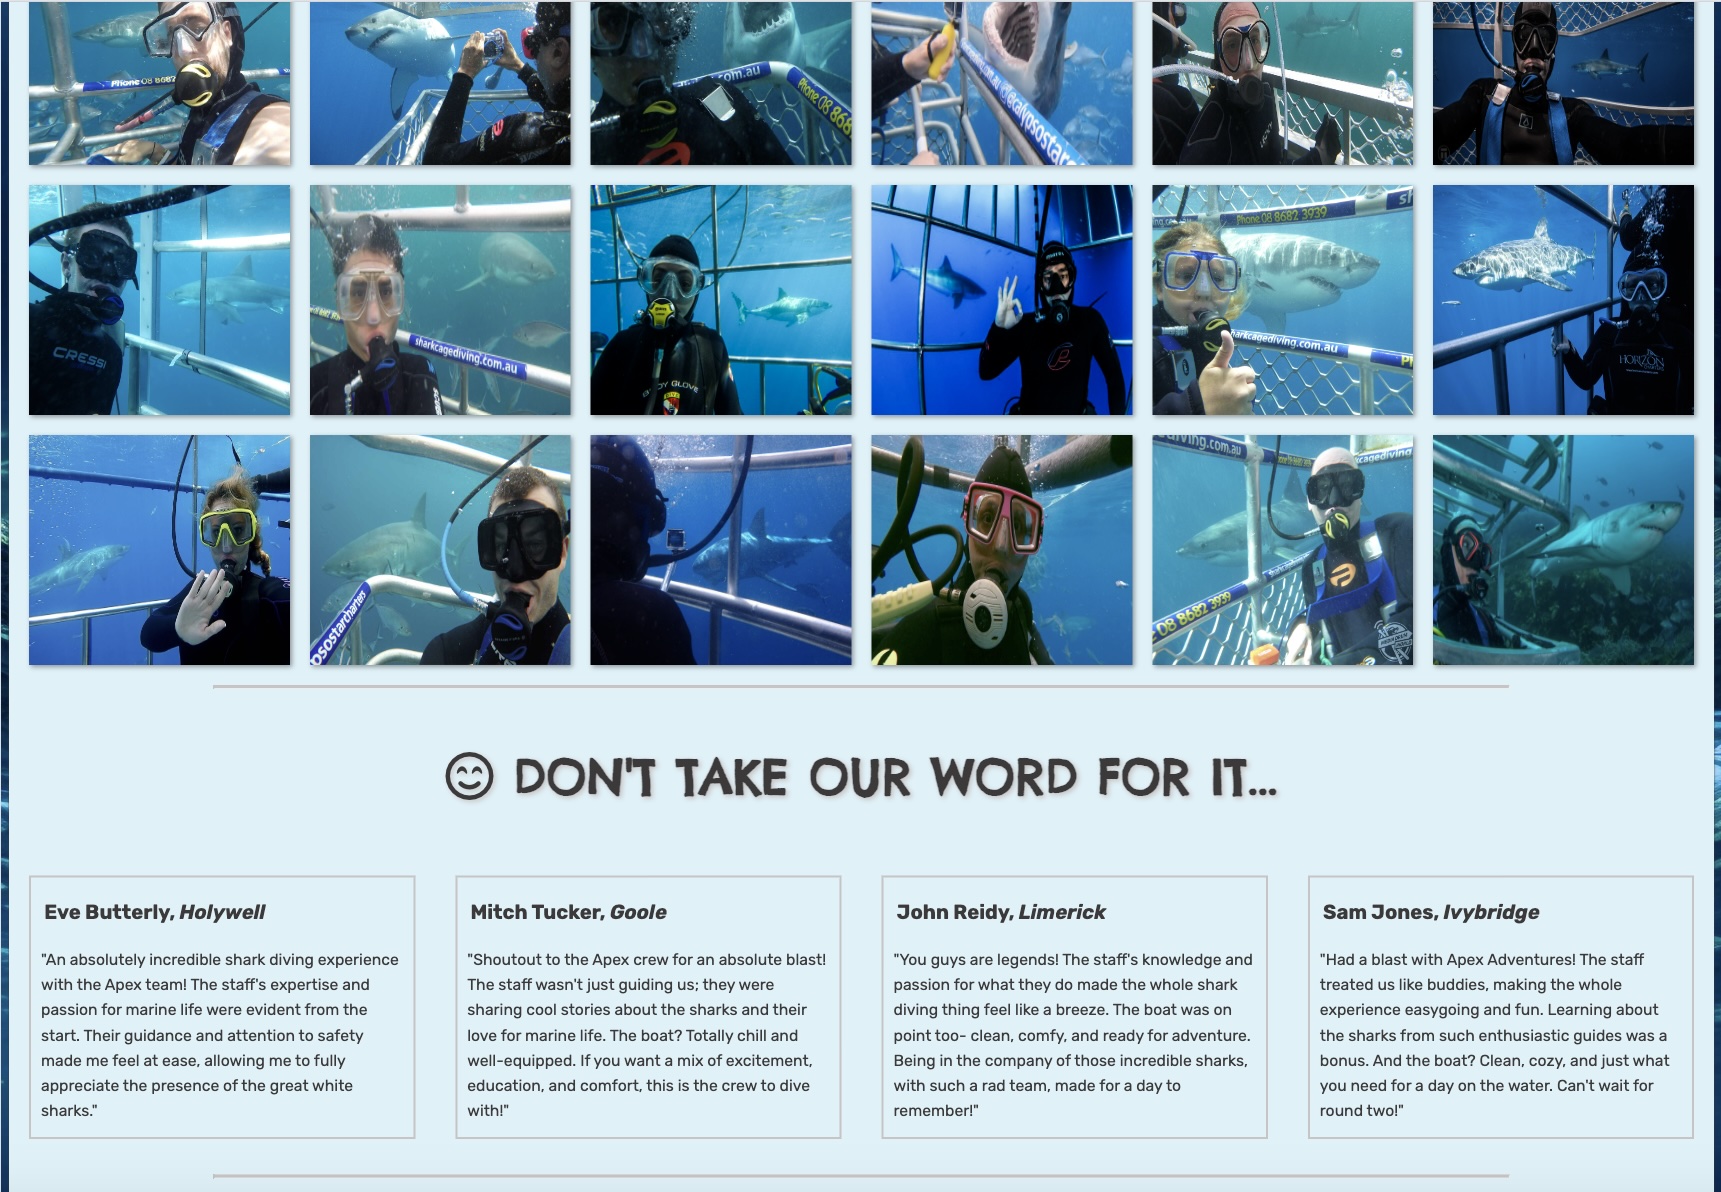 Phone 08 8682
.com.au
Phone 08 868
calypsostar
Phone 08 8682 3939
CRESSI
sharkcagediving.com.au
BODY GLOVE
sharkcagediving.com.au
HORIZON
ypsostarcharters
diving.com.au
kcagediving
08 8682 3939
DON'T TAKE OUR WORD FOR IT...
Eve Butterly, Holywell
Mitch Tucker, Goole
John Reidy, Limerick
Sam Jones, Ivybridge
"An absolutely incredible shark diving experience
with the Apex team! The staff's expertise and
passion for marine life were evident from the
start. Their guidance and attention to safety
made me feel at ease, allowing me to fully
appreciate the presence of the great white
sharks."
"Shoutout to the Apex crew for an absolute blast!
The staff wasn't just guiding us; they were
sharing cool stories about the sharks and their
love for marine life. The boat? Totally chill and
well-equipped. If you want a mix of excitement,
education, and comfort, this is the crew to dive
with!"
"You guys are legends! The staff's knowledge and
passion for what they do made the whole shark
diving thing feel like a breeze. The boat was on
point too- clean, comfy, and ready for adventure.
Being in the company of those incredible sharks,
with such a rad team, made for a day to
remember!"
"Had a blast with Apex Adventures! The staff
treated us like buddies, making the whole
experience easygoing and fun. Learning about
the sharks from such enthusiastic guides was a
bonus. And the boat? Clean, cozy, and just what
you need for a day on the water. Can't wait for
round two!"